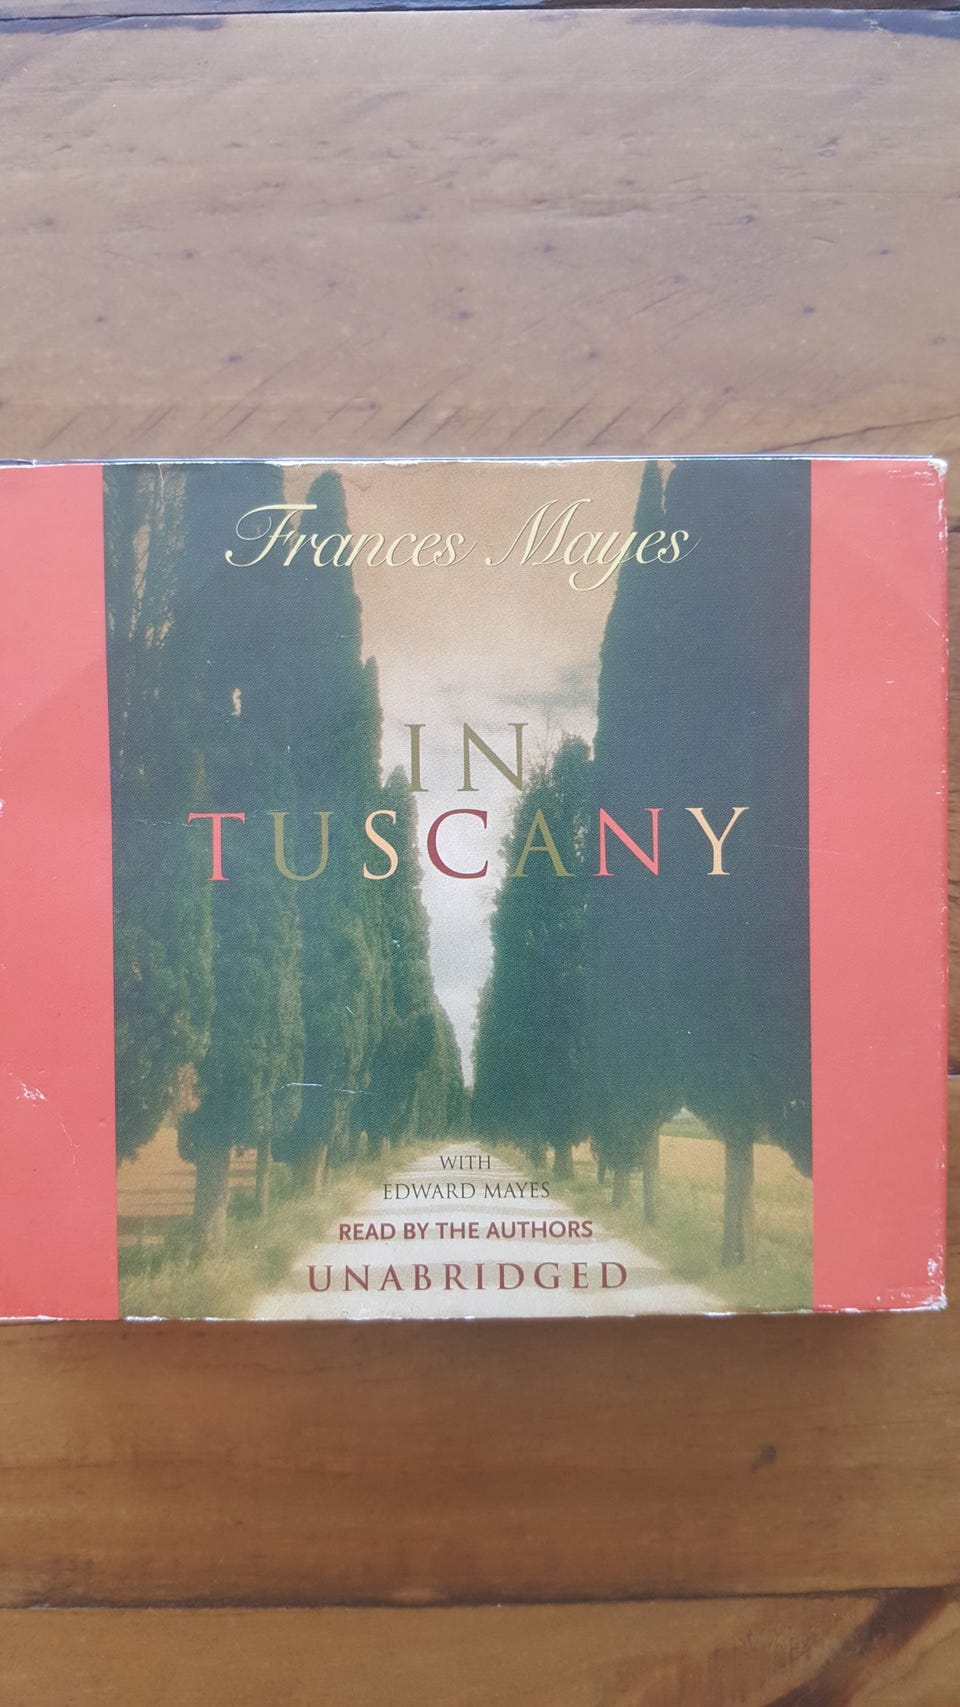 Frances Mayes
IN
TUSCANY
WITH
EDWARD MAYES
READ BY THE AUTHORS
UNABRIDGED